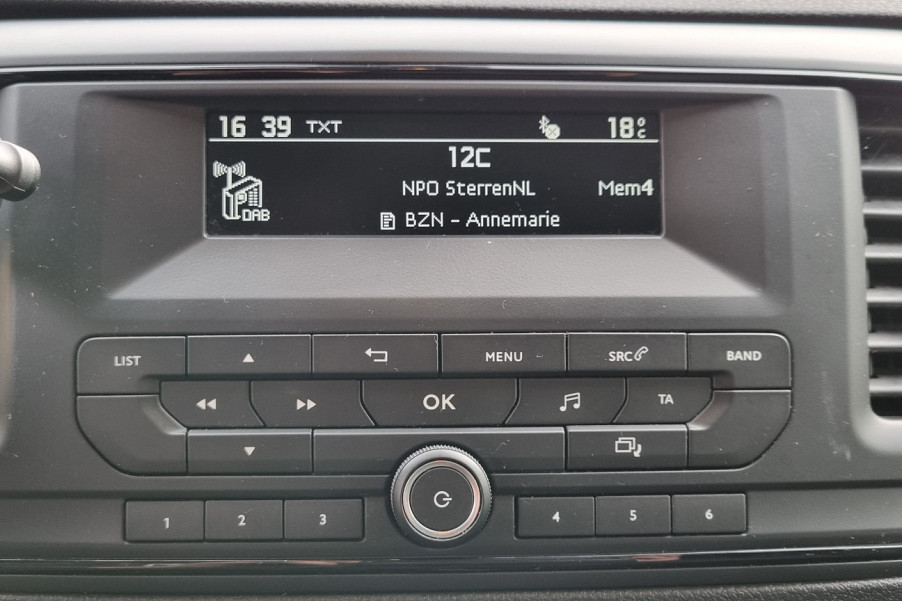 16 39 TXT 18°C
12C
NPO SterrenNL Mem4
DAB
BZN - Annemarie
LIST MENU SRC BAND
OK TA
1 2 3 4 5 6